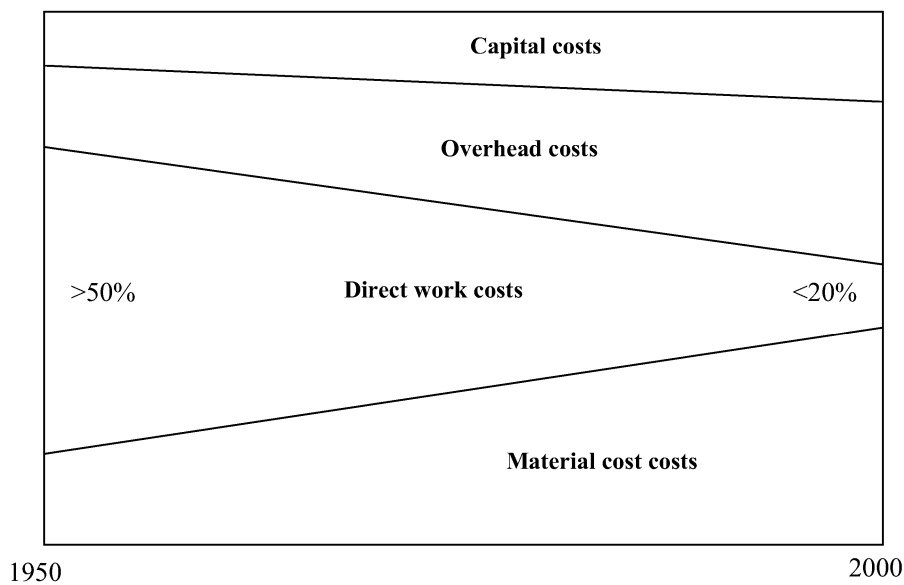 Capital costs
Overhead costs
>50%
Direct work costs
<20%
Material cost costs
1950
2000